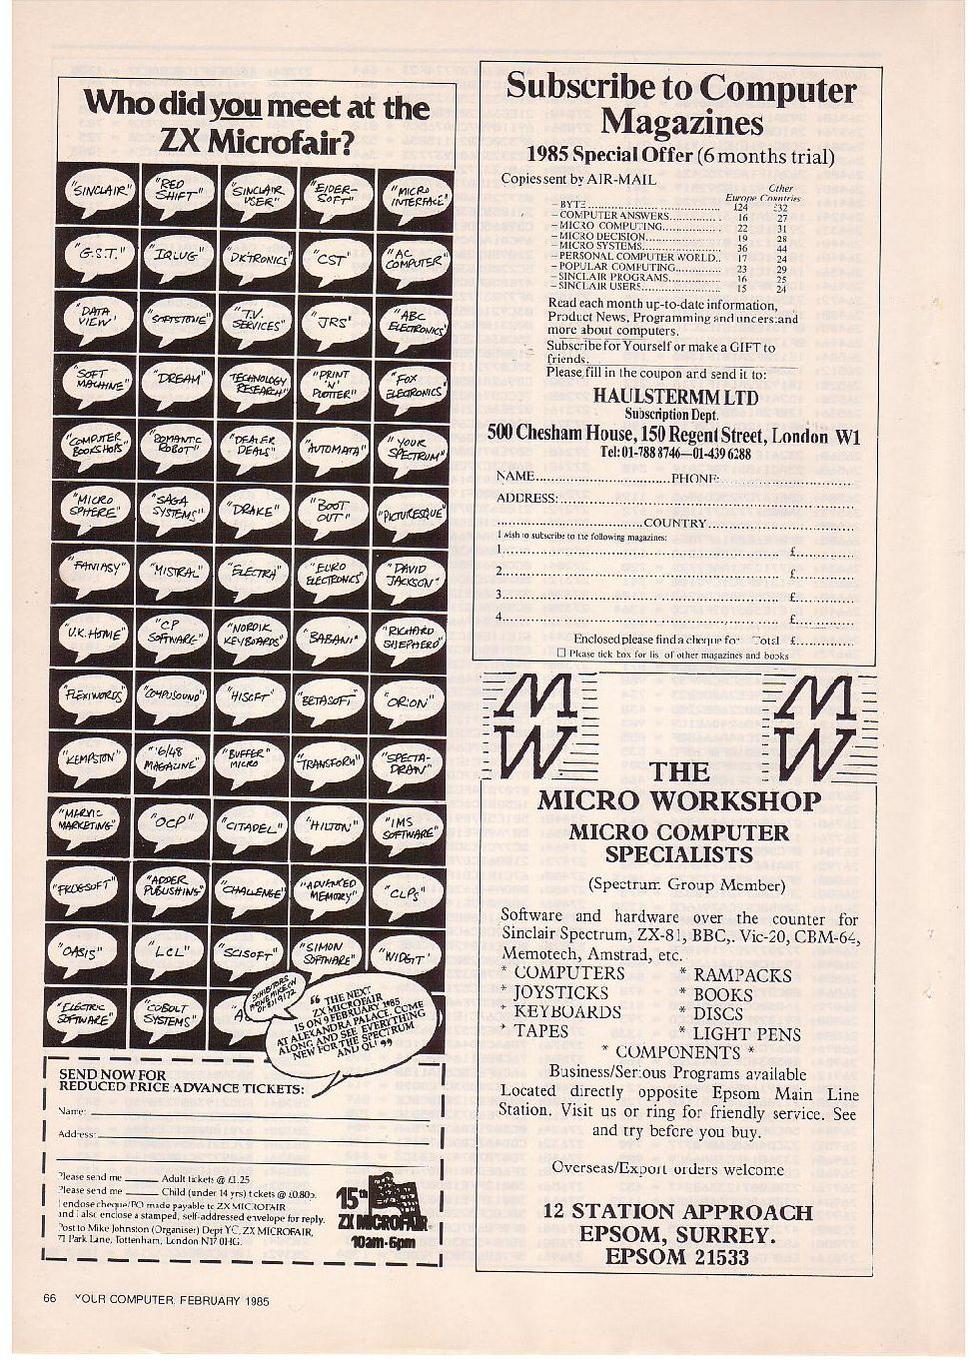 Who did you meet at the
ZX Microfair?
"SINCLAIR"
"RED
SHIFT"
"SINCLAIR
USER"
"EIDER-
SOFT"
"MICRO
INTERFACE"
"G.S.T."
"IQLUG"
"DKTRONICS"
"CST"
"AC
COMPUTER"
"DATA
VIEW"
"SOFTSTONE"
"T.V.
SERVICES"
"JRS"
"ABC
ELECTRONICS"
"SOFT
MACHINE"
"DREAM"
"TECHNOLOGY
RESEARCH"
"PRINT
'N'
PLOTTER"
"FOX
ELECTRONICS"
"COMPUTER
BOOKSHOPS"
"ROMANTIC
ROBOT"
"DEALER
DEALS"
"AUTOMATA"
"YOUR
SPECTRUM"
"MICRO
SPHERE"
"SAGA
SYSTEMS"
"DRAKE"
"BOOT
OUT"
"PICTURESQUE"
"FANTASY"
"MISTRAL"
"ELECTRA"
"EURO
ELECTRONICS"
"DAVID
JACKSON"
"U.K. HOME"
"CP
SOFTWARE"
"NORDIK
KEYBOARDS"
"BABANI"
"RICHARD
SHEPHERD"
"FLEXIWORDS"
"COMPUSOUND"
"HISOFT"
"BETASOFT"
"ORION"
"KEMPSTON"
"16/48
MAGAZINE"
"BUFFER
MICRO"
"TRANSFORM"
"SPECTA-
DRAW"
"MARVIC
MARKETING"
"OCP"
"CITADEL"
"HILTON"
"IMS
SOFTWARE"
"FROGSOFT"
"ADDER
PUBLISHING"
"CHALLENGE"
"ADVANCED
MEMORY"
"CLPS"
"OASIS"
"LCL"
"SCISOFT"
"SIMON
SOFTWARE"
"WIDGIT"
"ELECTRIC
SOFTWARE"
"COBOLT
SYSTEMS"
EXHIBITORS
PHONE MIKE ON
"THE NEXT
ZX MICROFAIR
IS ON 9 FEBRUARY 1985
AT ALEXANDRA PALACE. COME
ALONG AND SEE EVERYTHING
NEW FOR THE SPECTRUM
AND QL!"
SEND NOW FOR
REDUCED PRICE ADVANCE TICKETS:
Name:
Address:
Please send me ______ Adult tickets @ £1.25
Please send me ______ Child (under 14 yrs) tickets @ £0.80p.
I enclose cheque/PO made payable to ZX MICROFAIR
and I also enclose a stamped, self-addressed envelope for reply.
Post to Mike Johnston (Organiser) Dept YC, ZX MICROFAIR,
71 Park Lane, Tottenham, London N17 0HG.
15th
ZX MICROFAIR
10am-6pm
Subscribe to Computer
Magazines
1985 Special Offer (6 months trial)
Copies sent by AIR-MAIL
Other
Europe Countries
– BYTE 124 232
– COMPUTER ANSWERS 16 27
– MICRO COMPUTING 22 31
– MICRO DECISION 19 28
– MICRO SYSTEMS 36 44
– PERSONAL COMPUTER WORLD 17 24
– POPULAR COMPUTING 23 29
– SINCLAIR PROGRAMS 16 25
– SINCLAIR USERS 15 24
Read each month up-to-date information,
Product News, Programming and uncers:and
more about computers.
Subscribe for Yourself or make a GIFT to
friends.
Please fill in the coupon and send it to:
HAULSTERMM LTD
Subscription Dept.
500 Chesham House, 150 Regent Street, London W1
Tel: 01-788 8746—01-439 6288
NAME PHONE:
ADDRESS:
COUNTRY
I wish to subscribe to the following magazines:
1. £
2. £
3. £
4. £
Enclosed please find a cheque for Total £
☐ Please tick box for list of other magazines and books
MW
MW
THE
MICRO WORKSHOP
MICRO COMPUTER
SPECIALISTS
(Spectrum Group Member)
Software and hardware over the counter for
Sinclair Spectrum, ZX-81, BBC,. Vic-20, CBM-64,
Memotech, Amstrad, etc.
* COMPUTERS * RAMPACKS
* JOYSTICKS * BOOKS
* KEYBOARDS * DISCS
* TAPES * LIGHT PENS
* COMPONENTS *
Business/Serious Programs available
Located directly opposite Epsom Main Line
Station. Visit us or ring for friendly service. See
and try before you buy.
Overseas/Export orders welcome
12 STATION APPROACH
EPSOM, SURREY.
EPSOM 21533
66 YOUR COMPUTER, FEBRUARY 1985